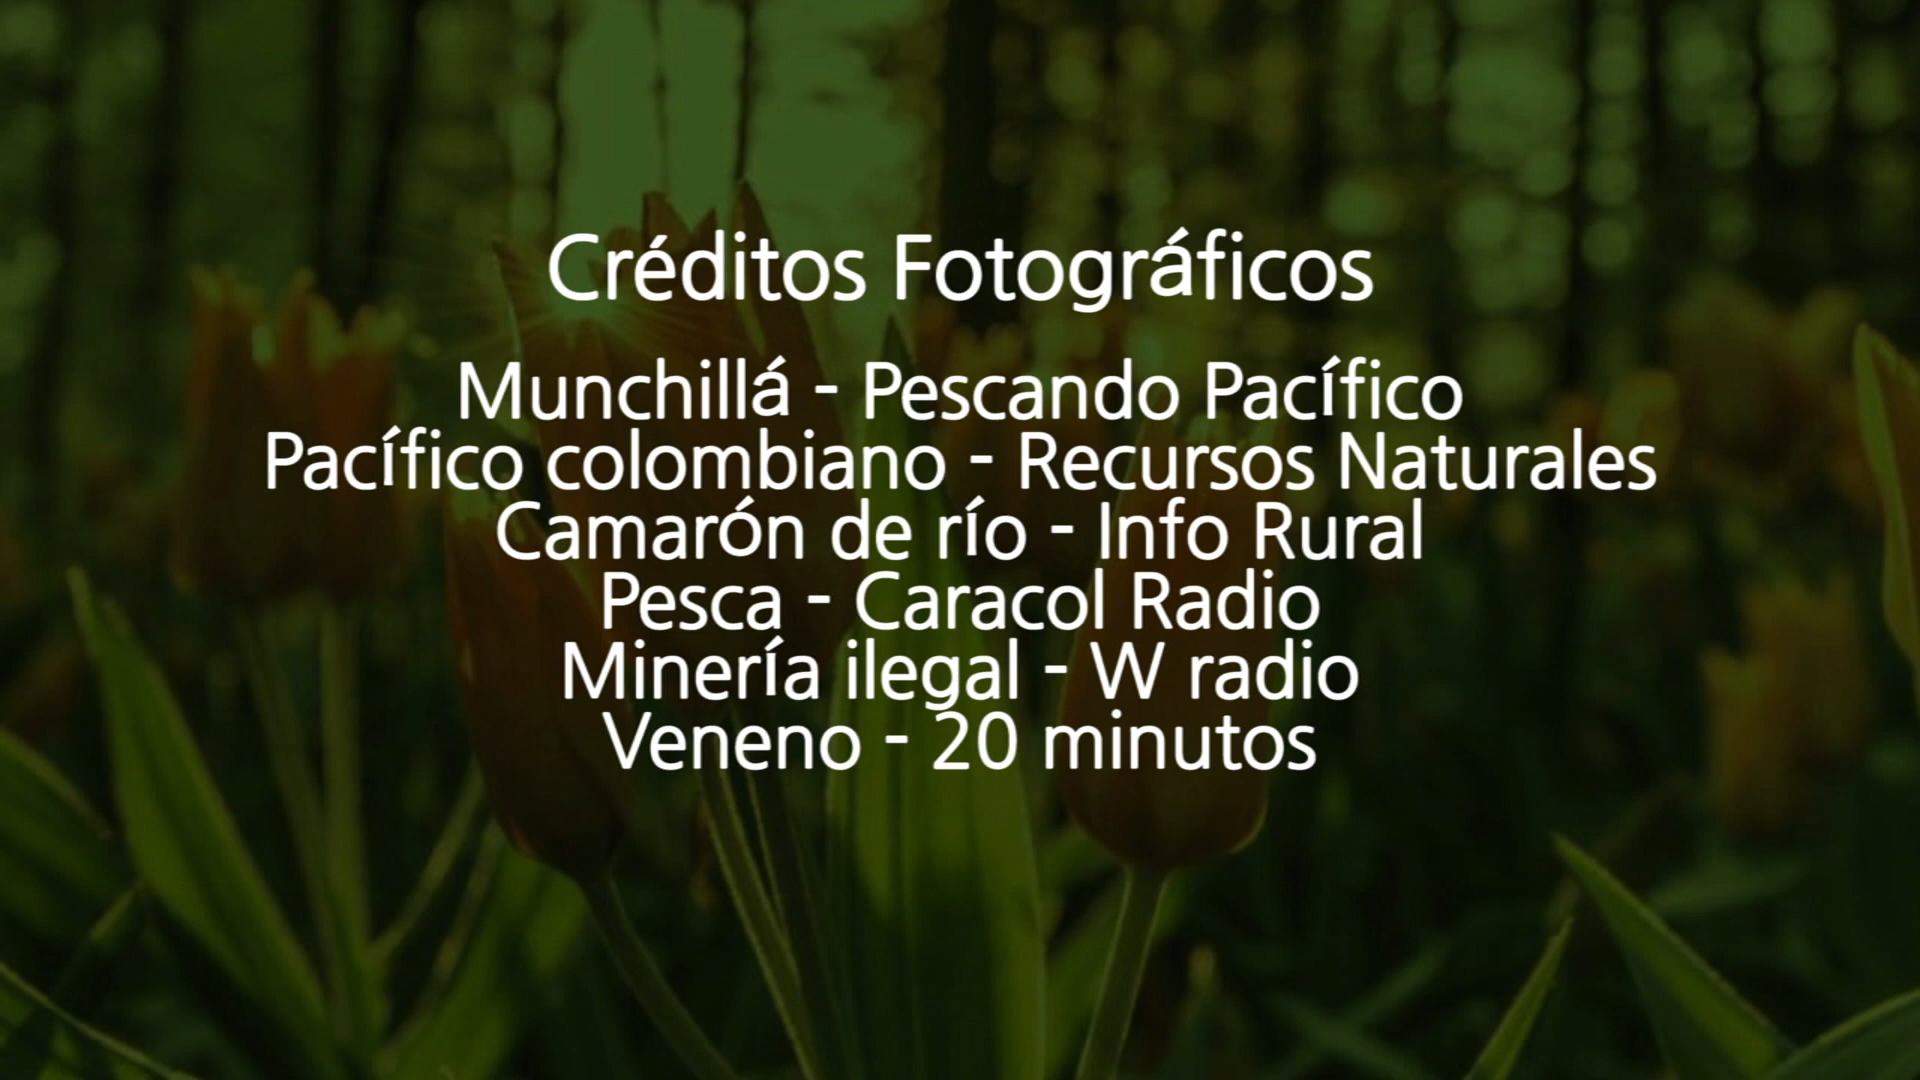 Créditos Fotográficos
Munchillá - Pescando Pacífico
Pacífico colombiano - Recursos Naturales
Camarón de río - Info Rural
Pesca - Caracol Radio
Minería ilegal - W radio
Veneno - 20 minutos